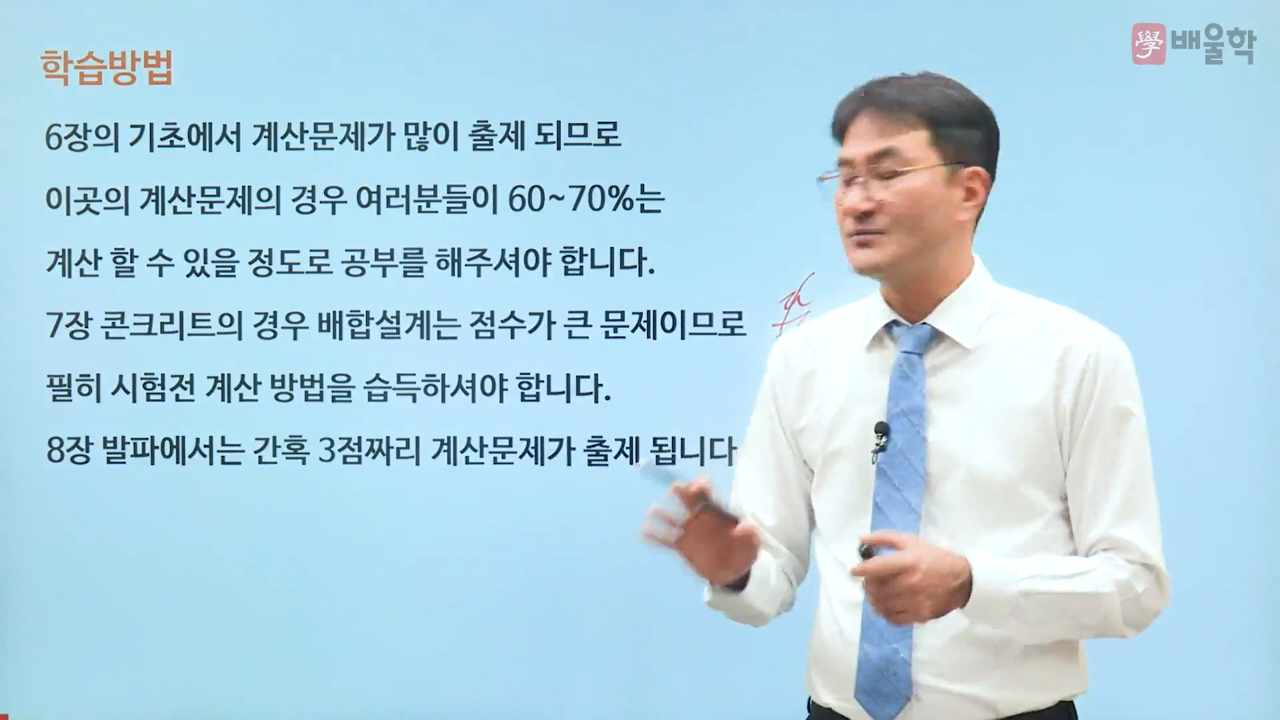 學배울학
학습방법
6장의 기초에서 계산문제가 많이 출제 되므로
이곳의 계산문제의 경우 여러분들이 60~70%는
계산 할 수 있을 정도로 공부를 해주셔야 합니다.
7장 콘크리트의 경우 배합설계는 점수가 큰 문제이므로
필히 시험전 계산 방법을 습득하셔야 합니다.
8장 발파에서는 간혹 3점짜리 계산문제가 출제 됩니다